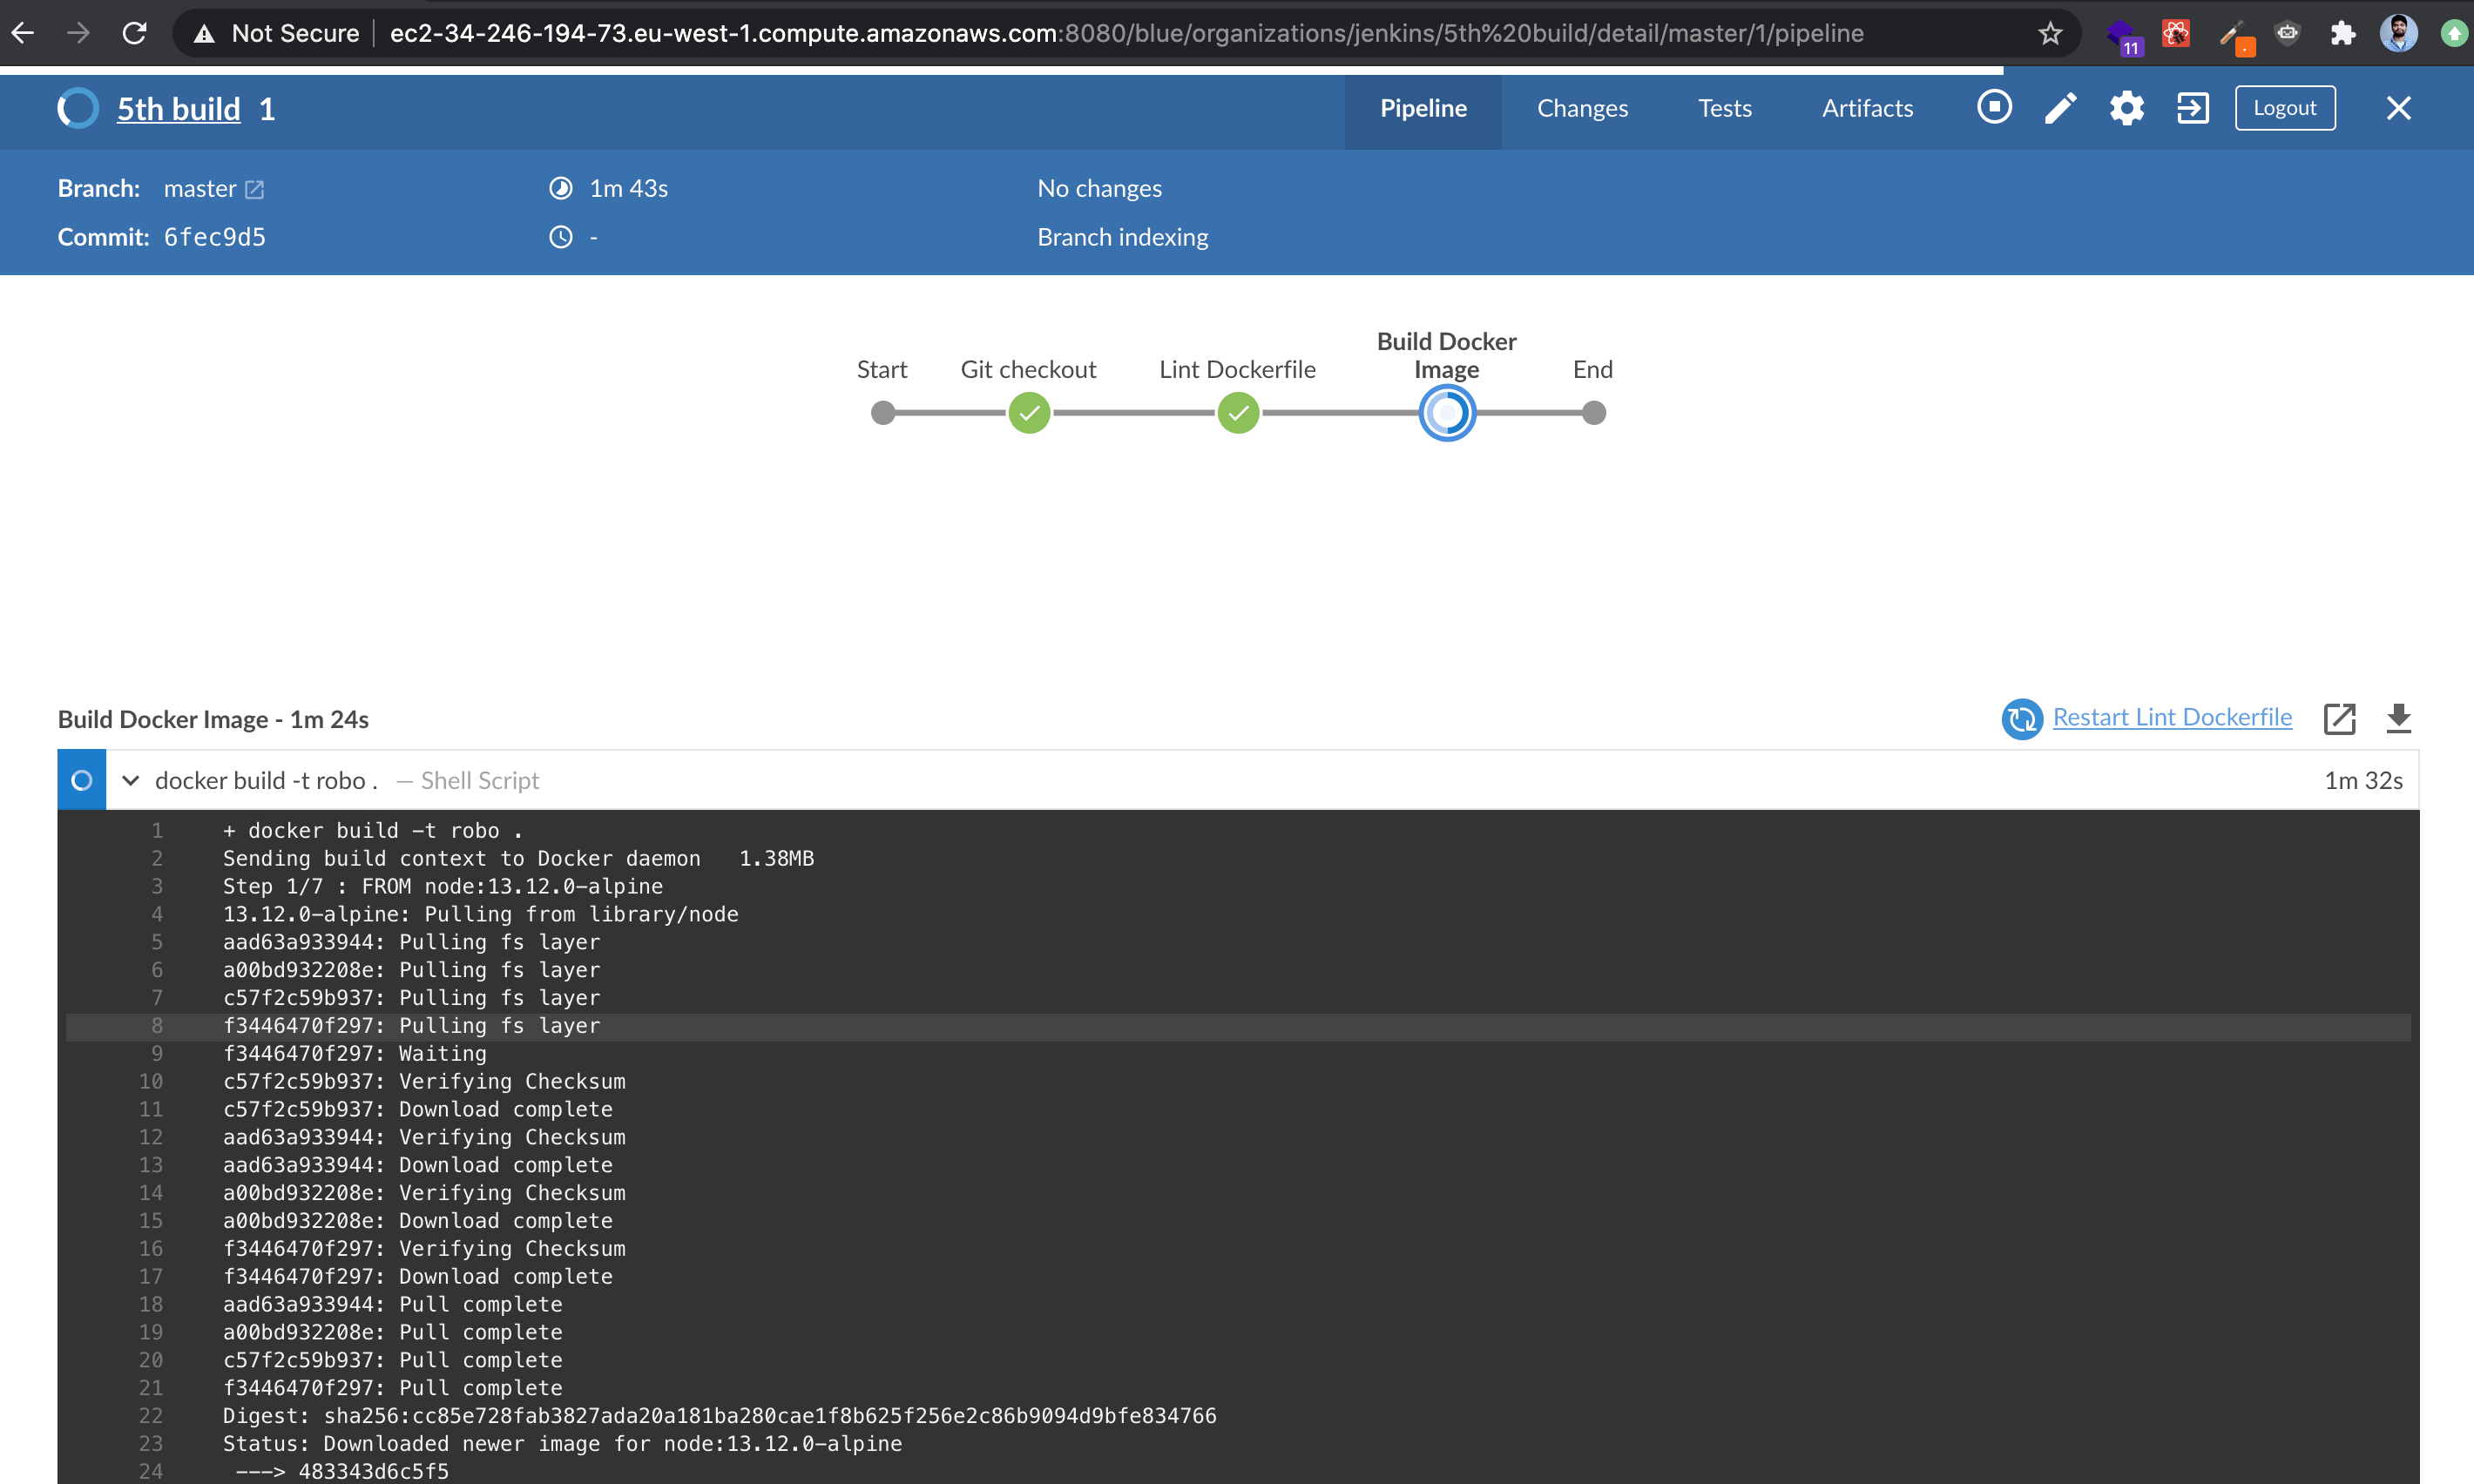 Not Secure ec2-34-246-194-73.eu-west-1.compute.amazonaws.com:8080/blue/organizations/jenkins/5th%20build/detail/master/1/pipeline
11
5th build 1
Pipeline Changes Tests Artifacts Logout
Branch: master 1m 43s No changes
Commit: 6fec9d5 - Branch indexing
Build Docker
Start Git checkout Lint Dockerfile Image End
Build Docker Image - 1m 24s Restart Lint Dockerfile
docker build -t robo . — Shell Script 1m 32s
1 + docker build -t robo .
2 Sending build context to Docker daemon 1.38MB
3 Step 1/7 : FROM node:13.12.0-alpine
4 13.12.0-alpine: Pulling from library/node
5 aad63a933944: Pulling fs layer
6 a00bd932208e: Pulling fs layer
7 c57f2c59b937: Pulling fs layer
8 f3446470f297: Pulling fs layer
9 f3446470f297: Waiting
10 c57f2c59b937: Verifying Checksum
11 c57f2c59b937: Download complete
12 aad63a933944: Verifying Checksum
13 aad63a933944: Download complete
14 a00bd932208e: Verifying Checksum
15 a00bd932208e: Download complete
16 f3446470f297: Verifying Checksum
17 f3446470f297: Download complete
18 aad63a933944: Pull complete
19 a00bd932208e: Pull complete
20 c57f2c59b937: Pull complete
21 f3446470f297: Pull complete
22 Digest: sha256:cc85e728fab3827ada20a181ba280cae1f8b625f256e2c86b9094d9bfe834766
23 Status: Downloaded newer image for node:13.12.0-alpine
24 ---> 483343d6c5f5